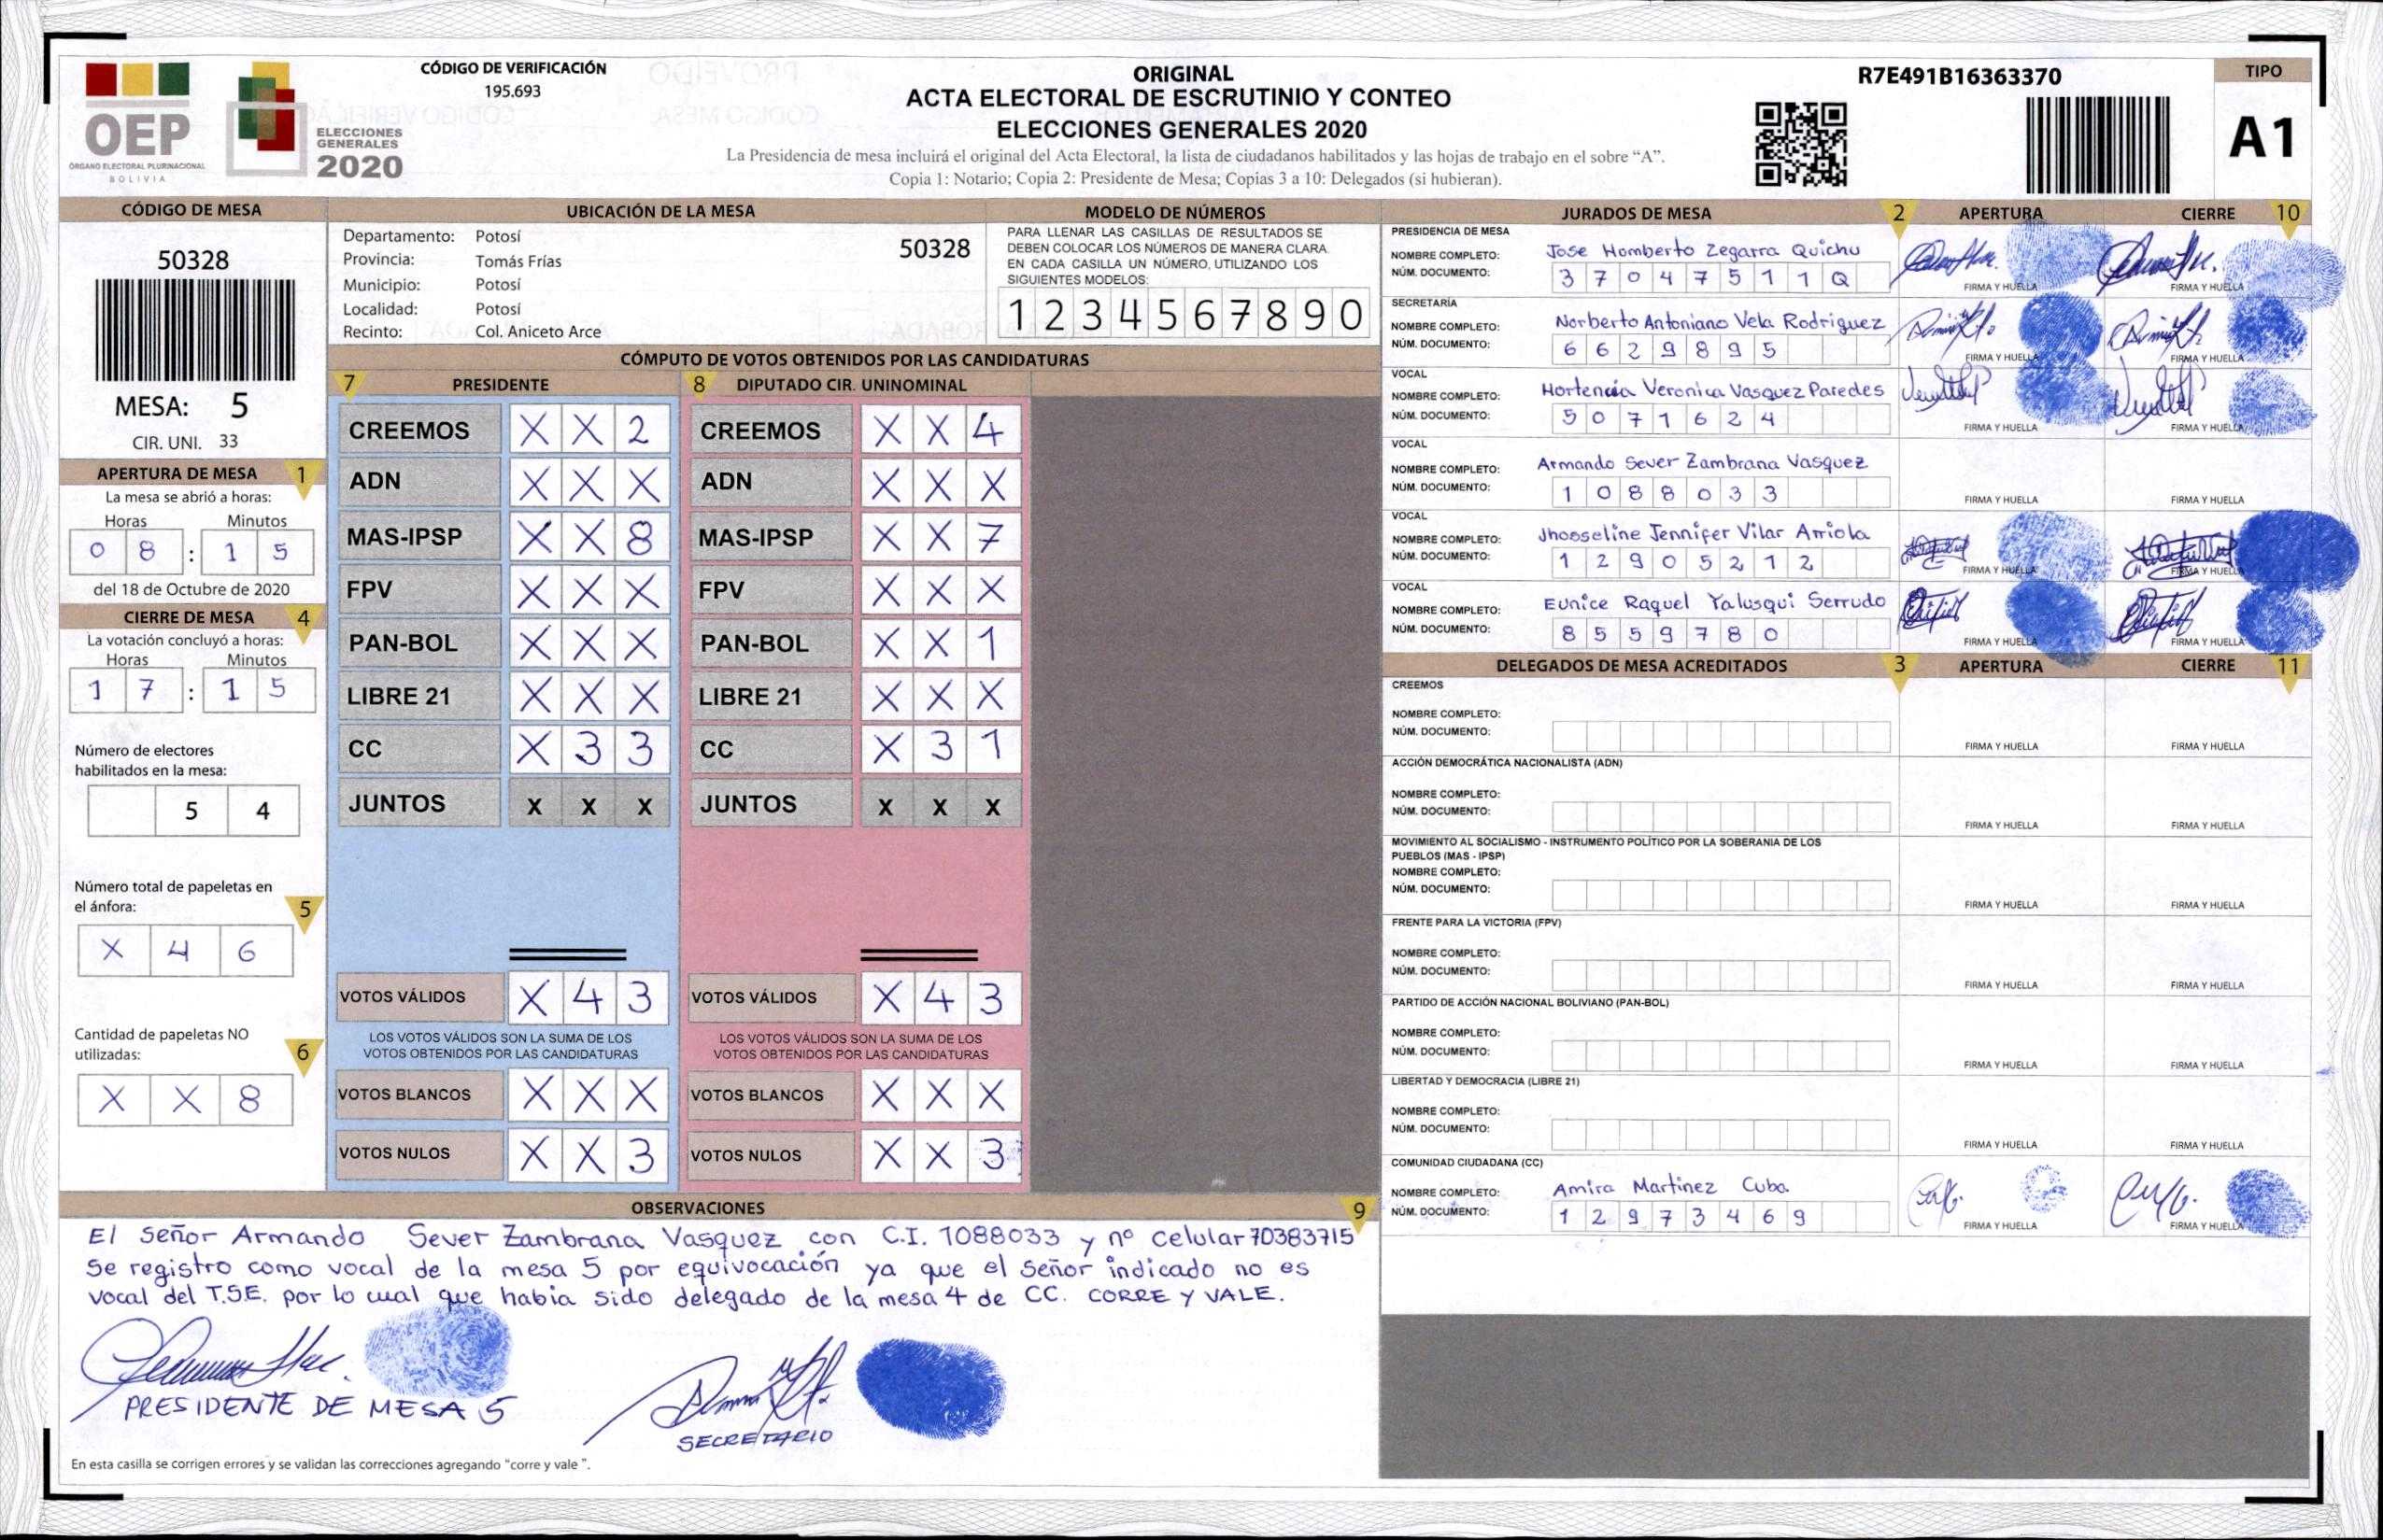 OEP
ÓRGANO ELECTORAL PLURINACIONAL
BOLIVIA
ELECCIONES
GENERALES
2020
CÓDIGO DE VERIFICACIÓN
195.693
ORIGINAL
ACTA ELECTORAL DE ESCRUTINIO Y CONTEO
ELECCIONES GENERALES 2020
La Presidencia de mesa incluirá el original del Acta Electoral, la lista de ciudadanos habilitados y las hojas de trabajo en el sobre “A”.
Copia 1: Notario; Copia 2: Presidente de Mesa; Copias 3 a 10: Delegados (si hubieran).
R7E491B16363370
TIPO
A1
CÓDIGO DE MESA
50328
MESA: 5
CIR. UNI. 33
APERTURA DE MESA 1
La mesa se abrió a horas:
Horas Minutos
0 8 : 1 5
del 18 de Octubre de 2020
CIERRE DE MESA 4
La votación concluyó a horas:
Horas Minutos
1 7 : 1 5
Número de electores
habilitados en la mesa:
5 4
Número total de papeletas en
el ánfora: 5
X 4 6
Cantidad de papeletas NO
utilizadas: 6
X X 8
UBICACIÓN DE LA MESA
Departamento: Potosí
50328
Provincia: Tomás Frías
Municipio: Potosí
Localidad: Potosí
Recinto: Col. Aniceto Arce
MODELO DE NÚMEROS
PARA LLENAR LAS CASILLAS DE RESULTADOS SE
DEBEN COLOCAR LOS NÚMEROS DE MANERA CLARA.
EN CADA CASILLA UN NÚMERO, UTILIZANDO LOS
SIGUIENTES MODELOS:
1 2 3 4 5 6 7 8 9 0
CÓMPUTO DE VOTOS OBTENIDOS POR LAS CANDIDATURAS
7 PRESIDENTE 8 DIPUTADO CIR. UNINOMINAL
CREEMOS X X 2 CREEMOS X X 4
ADN X X X ADN X X X
MAS-IPSP X X 8 MAS-IPSP X X 7
FPV X X X FPV X X X
PAN-BOL X X X PAN-BOL X X 1
LIBRE 21 X X X LIBRE 21 X X X
CC X 3 3 CC X 3 1
JUNTOS X X X JUNTOS X X X
VOTOS VÁLIDOS X 4 3 VOTOS VÁLIDOS X 4 3
LOS VOTOS VÁLIDOS SON LA SUMA DE LOS LOS VOTOS VÁLIDOS SON LA SUMA DE LOS
VOTOS OBTENIDOS POR LAS CANDIDATURAS VOTOS OBTENIDOS POR LAS CANDIDATURAS
VOTOS BLANCOS X X X VOTOS BLANCOS X X X
VOTOS NULOS X X 3 VOTOS NULOS X X 3
OBSERVACIONES 9
El señor Armando Sever Zambrana Vasquez con C.I. 1088033 y nº celular 70383715
Se registro como vocal de la mesa 5 por equivocación ya que el señor indicado no es
vocal del T.S.E. por lo cual que habia sido delegado de la mesa 4 de CC. CORRE Y VALE.
PRESIDENTE DE MESA 5
SECRETARIO
En esta casilla se corrigen errores y se validan las correcciones agregando “corre y vale ”.
JURADOS DE MESA 2 APERTURA CIERRE 10
PRESIDENCIA DE MESA
NOMBRE COMPLETO: Jose Homberto Zegarra Quichu
NÚM. DOCUMENTO: 3 7 0 4 7 5 1 1 Q
FIRMA Y HUELLA FIRMA Y HUELLA
SECRETARÍA
NOMBRE COMPLETO: Norberto Antoniano Vela Rodriguez
NÚM. DOCUMENTO: 6 6 2 9 8 9 5
FIRMA Y HUELLA FIRMA Y HUELLA
VOCAL
NOMBRE COMPLETO: Hortencia Veronica Vasquez Paredes
NÚM. DOCUMENTO: 5 0 7 1 6 2 4
FIRMA Y HUELLA FIRMA Y HUELLA
VOCAL
NOMBRE COMPLETO: Armando Sever Zambrana Vasquez
NÚM. DOCUMENTO: 1 0 8 8 0 3 3
FIRMA Y HUELLA FIRMA Y HUELLA
VOCAL
NOMBRE COMPLETO: Jhosseline Jennifer Vilar Arriola
NÚM. DOCUMENTO: 1 2 9 0 5 2 1 2
FIRMA Y HUELLA FIRMA Y HUELLA
VOCAL
NOMBRE COMPLETO: Eunice Raquel Yalusqui Serrudo
NÚM. DOCUMENTO: 8 5 5 9 7 8 0
FIRMA Y HUELLA FIRMA Y HUELLA
DELEGADOS DE MESA ACREDITADOS 3 APERTURA CIERRE 11
CREEMOS
NOMBRE COMPLETO:
NÚM. DOCUMENTO:
FIRMA Y HUELLA FIRMA Y HUELLA
ACCIÓN DEMOCRÁTICA NACIONALISTA (ADN)
NOMBRE COMPLETO:
NÚM. DOCUMENTO:
FIRMA Y HUELLA FIRMA Y HUELLA
MOVIMIENTO AL SOCIALISMO - INSTRUMENTO POLÍTICO POR LA SOBERANIA DE LOS
PUEBLOS (MAS - IPSP)
NOMBRE COMPLETO:
NÚM. DOCUMENTO:
FIRMA Y HUELLA FIRMA Y HUELLA
FRENTE PARA LA VICTORIA (FPV)
NOMBRE COMPLETO:
NÚM. DOCUMENTO:
FIRMA Y HUELLA FIRMA Y HUELLA
PARTIDO DE ACCIÓN NACIONAL BOLIVIANO (PAN-BOL)
NOMBRE COMPLETO:
NÚM. DOCUMENTO:
FIRMA Y HUELLA FIRMA Y HUELLA
LIBERTAD Y DEMOCRACIA (LIBRE 21)
NOMBRE COMPLETO:
NÚM. DOCUMENTO:
FIRMA Y HUELLA FIRMA Y HUELLA
COMUNIDAD CIUDADANA (CC)
NOMBRE COMPLETO: Amira Martinez Cuba
NÚM. DOCUMENTO: 1 2 9 7 3 4 6 9
FIRMA Y HUELLA FIRMA Y HUELLA